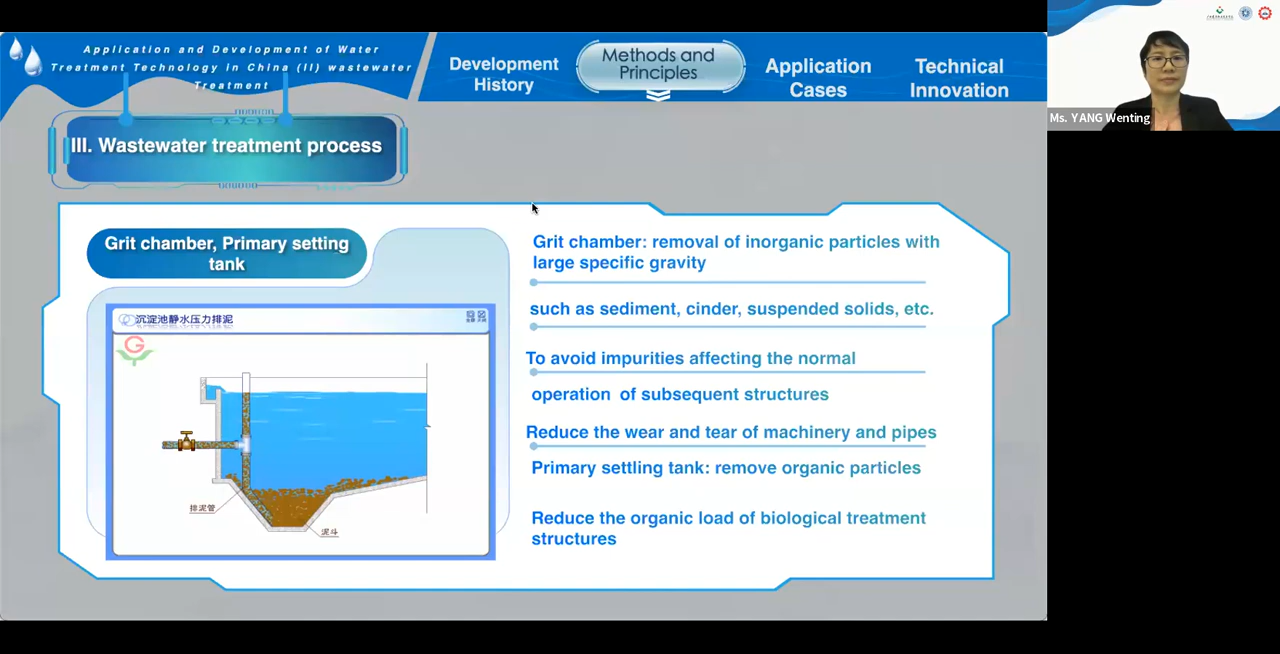 Application and Development of Water
Treatment Technology in China (II) wastewater
Treatment
Development
History
Methods and
Principles
Application
Cases
Technical
Innovation
Ms. YANG Wenting
III. Wastewater treatment process
Grit chamber, Primary setting
tank
沉淀池静水压力排泥
G
排泥管
泥斗
Grit chamber: removal of inorganic particles with
large specific gravity
such as sediment, cinder, suspended solids, etc.
To avoid impurities affecting the normal
operation of subsequent structures
Reduce the wear and tear of machinery and pipes
Primary settling tank: remove organic particles
Reduce the organic load of biological treatment
structures